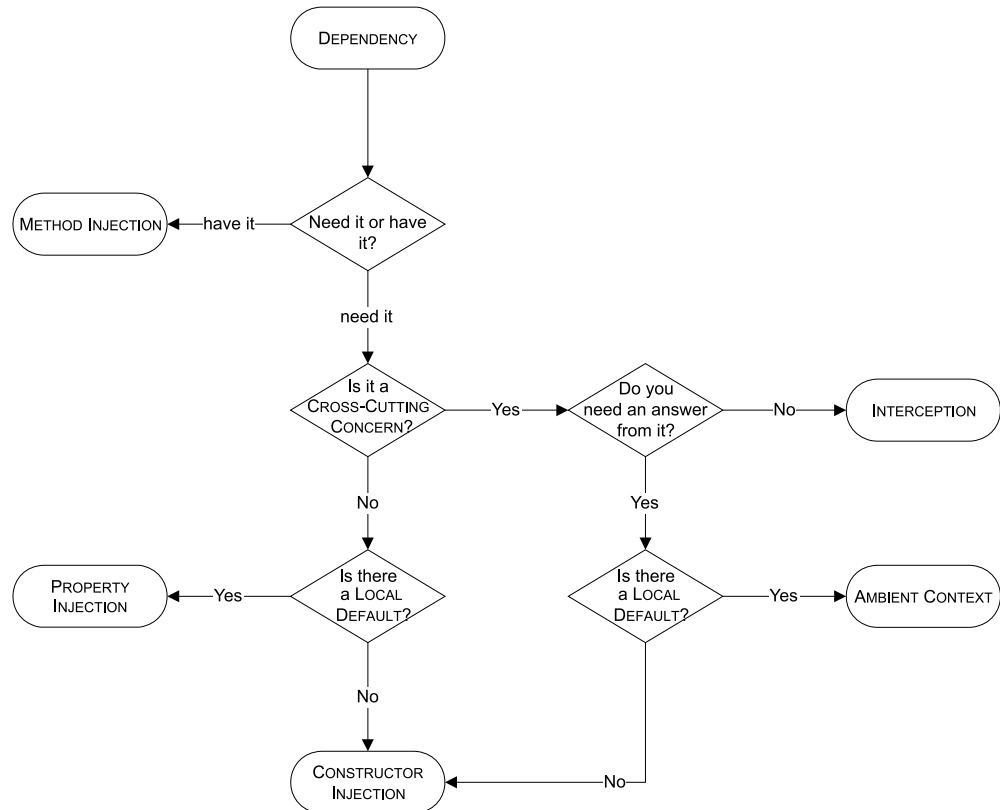 DEPENDENCY
Need it or have
it?
have it
METHOD INJECTION
need it
Is it a
CROSS-CUTTING
CONCERN?
Yes
Do you
need an answer
from it?
No
INTERCEPTION
No
Yes
Is there
a LOCAL
DEFAULT?
Yes
PROPERTY
INJECTION
Is there
a LOCAL
DEFAULT?
Yes
AMBIENT CONTEXT
No
No
CONSTRUCTOR
INJECTION